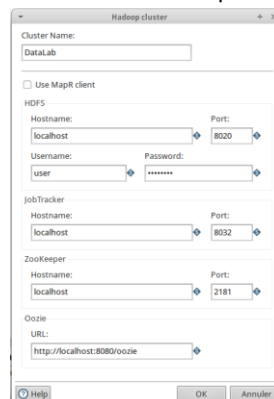 Hadoop cluster
Cluster Name:
DataLab
Use MapR client
HDFS
Hostname: Port:
localhost 8020
Username: Password:
user ••••••••
JobTracker
Hostname: Port:
localhost 8032
ZooKeeper
Hostname: Port:
localhost 2181
Oozie
URL:
http://localhost:8080/oozie
Help OK Annuler